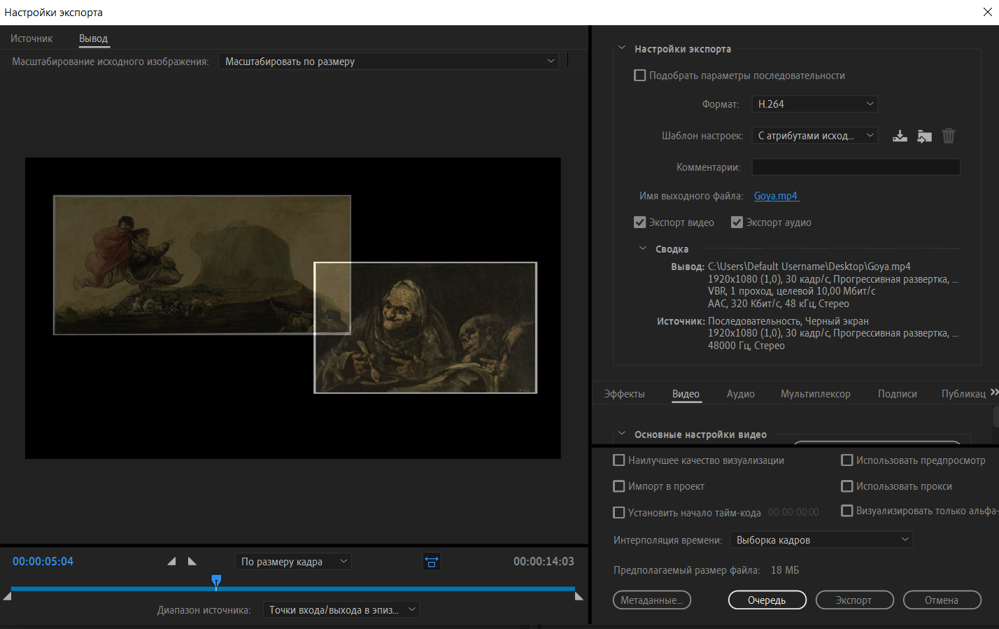 Настройки экспорта
Источник
Вывод
Масштабирование исходного изображения:
Масштабировать по размеру
00:00:05:04
По размеру кадра
00:00:14:03
Диапазон источника:
Точки входа/выхода в эпиз...
Настройки экспорта
Подобрать параметры последовательности
Формат:
H.264
Шаблон настроек:
С атрибутами исход...
Комментарии:
Имя выходного файла:
Goya.mp4
Экспорт видео
Экспорт аудио
Сводка
Вывод: C:\Users\Default Username\Desktop\Goya.mp4
1920x1080 (1,0), 30 кадр/с, Прогрессивная развертка, ...
VBR, 1 проход, целевой 10,00 Мбит/с
AAC, 320 Кбит/с, 48 кГц, Стерео
Источник: Последовательность, Черный экран
1920x1080 (1,0), 30 кадр/с, Прогрессивная развертка, ...
48000 Гц, Стерео
Эффекты
Видео
Аудио
Мультиплексор
Подписи
Публикац
Основные настройки видео
Наилучшее качество визуализации
Использовать предпросмотр
Импорт в проект
Использовать прокси
Установить начало тайм-кода
00:00:00:00
Визуализировать только альфа-
Интерполяция времени:
Выборка кадров
Предполагаемый размер файла:
18 МБ
Метаданные...
Очередь
Экспорт
Отмена